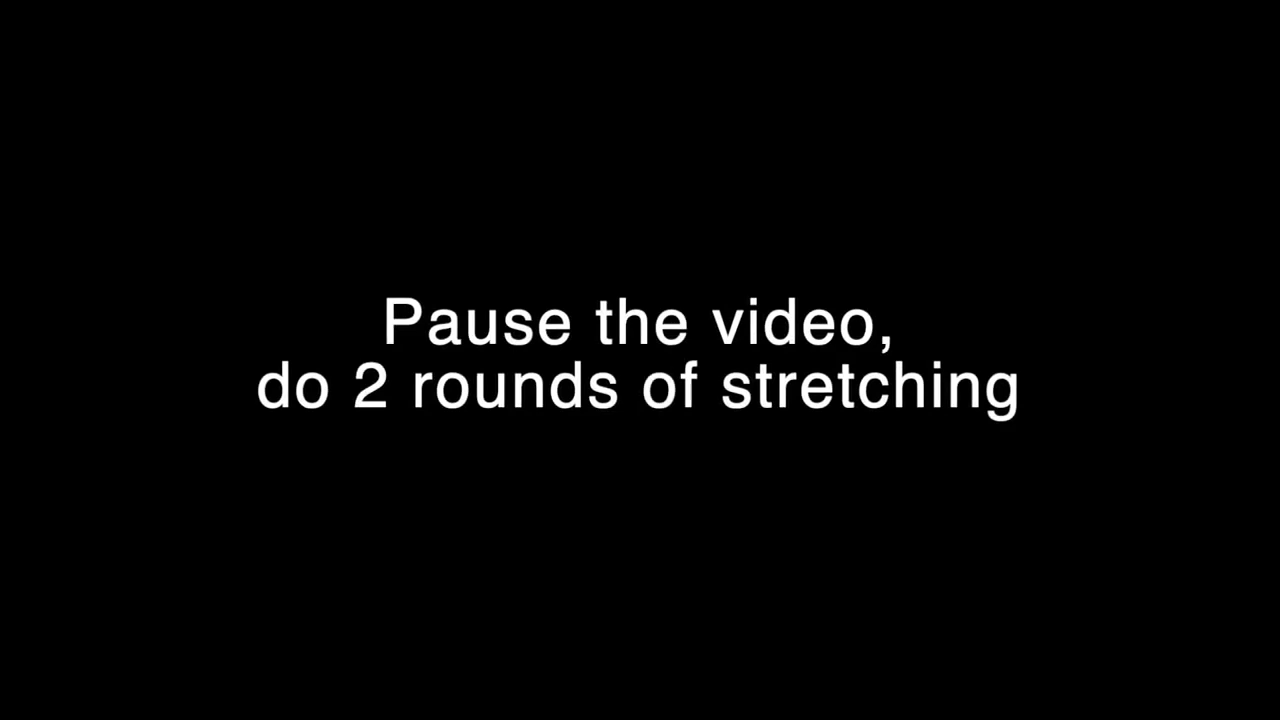 Pause the video,
do 2 rounds of stretching